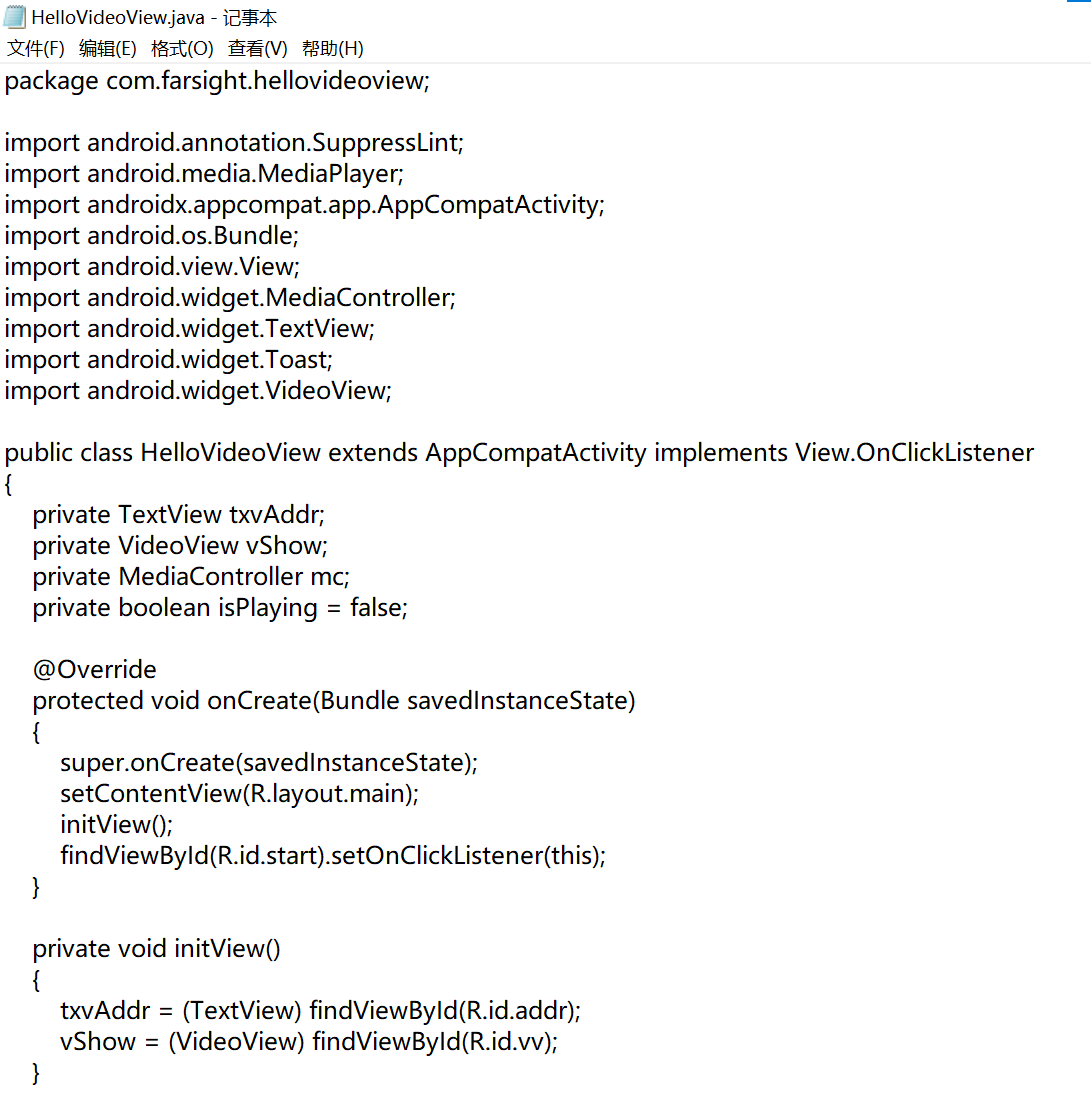 HelloVideoView.java - 记事本
文件(F) 编辑(E) 格式(O) 查看(V) 帮助(H)
package com.farsight.hellovideoview;

import android.annotation.SuppressLint;
import android.media.MediaPlayer;
import androidx.appcompat.app.AppCompatActivity;
import android.os.Bundle;
import android.view.View;
import android.widget.MediaController;
import android.widget.TextView;
import android.widget.Toast;
import android.widget.VideoView;

public class HelloVideoView extends AppCompatActivity implements View.OnClickListener
{
    private TextView txvAddr;
    private VideoView vShow;
    private MediaController mc;
    private boolean isPlaying = false;

    @Override
    protected void onCreate(Bundle savedInstanceState)
    {
        super.onCreate(savedInstanceState);
        setContentView(R.layout.main);
        initView();
        findViewById(R.id.start).setOnClickListener(this);
    }

    private void initView()
    {
        txvAddr = (TextView) findViewById(R.id.addr);
        vShow = (VideoView) findViewById(R.id.vv);
    }